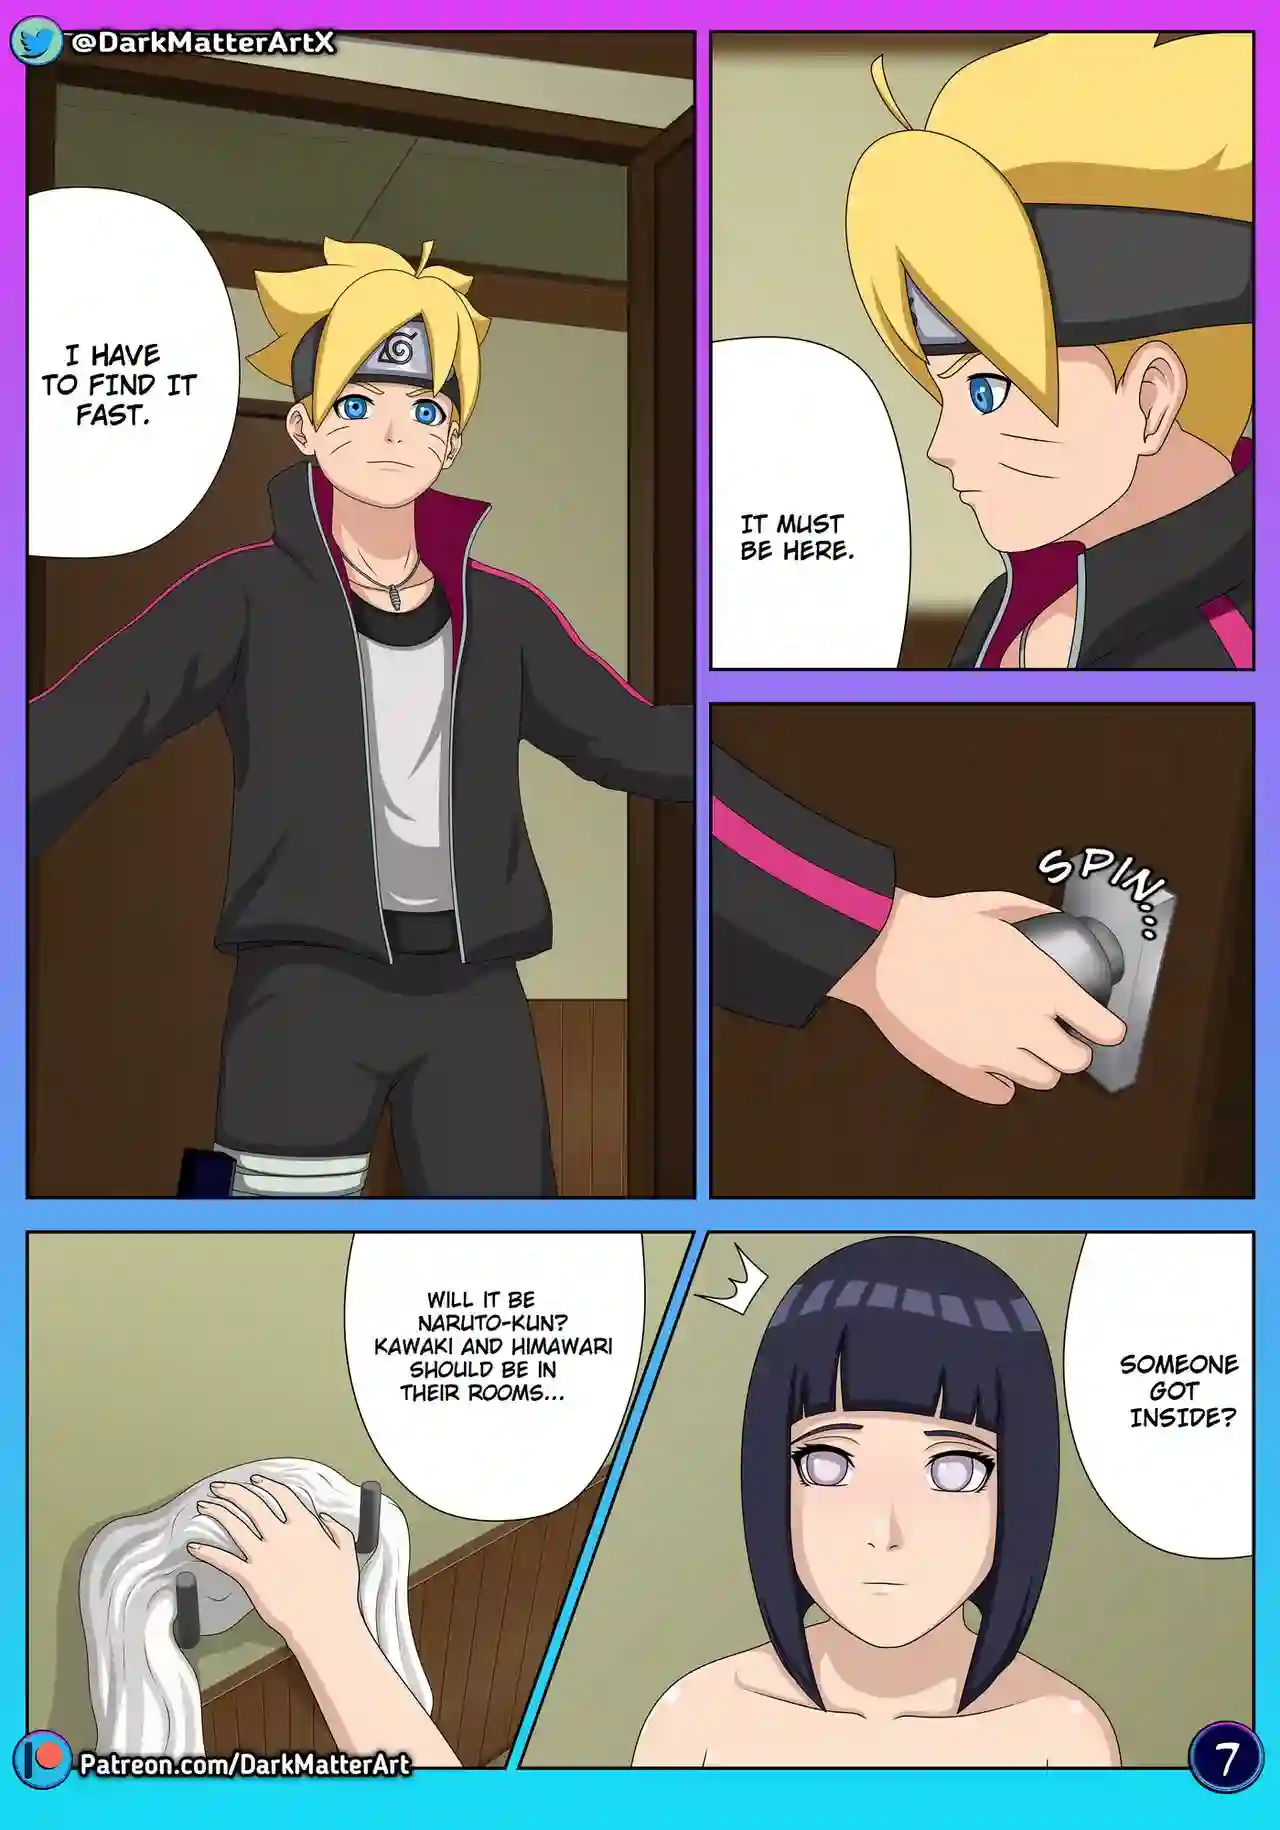 @DarkMatterArtX
I HAVE
TO FIND IT
FAST.
IT MUST
BE HERE.
SPIN...
WILL IT BE
NARUTO-KUN?
KAWAKI AND HIMAWARI
SHOULD BE IN
THEIR ROOMS...
SOMEONE
GOT
INSIDE?
Patreon.com/DarkMatterArt
7